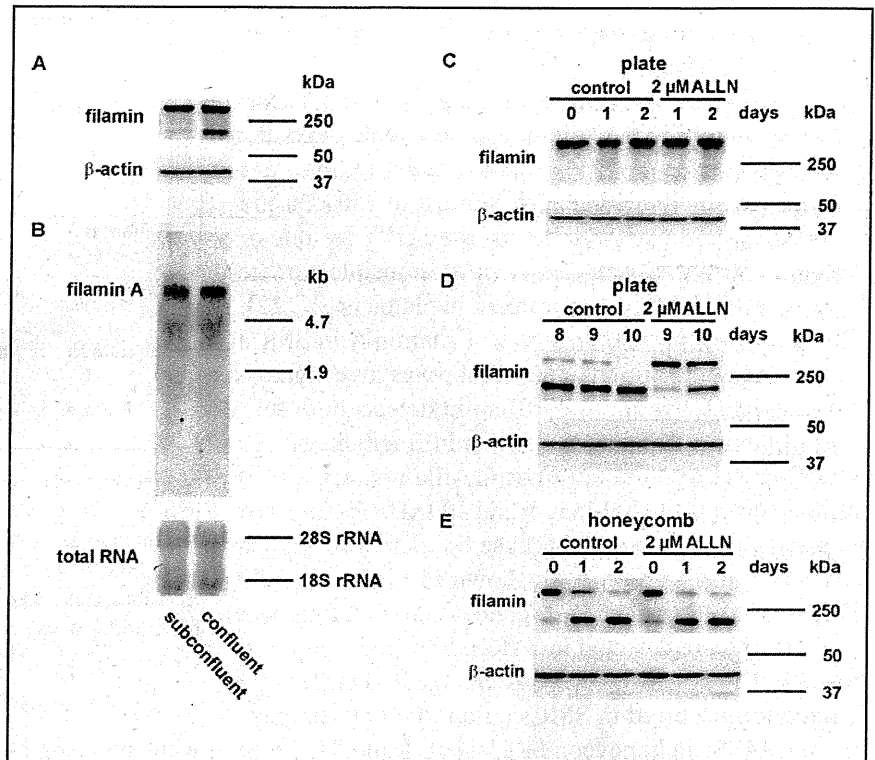 A
kDa
filamin
250
50
β-actin
37
B
kb
filamin A
4.7
1.9
total RNA
28S rRNA
18S rRNA
subconfluent
confluent
C
plate
control 2 µM ALLN
0 1 2 1 2 days kDa
filamin
250
50
β-actin
37
D
plate
control 2 µM ALLN
8 9 10 9 10 days kDa
filamin
250
50
β-actin
37
E
honeycomb
control 2 µM ALLN
0 1 2 0 1 2 days kDa
filamin
250
50
β-actin
37